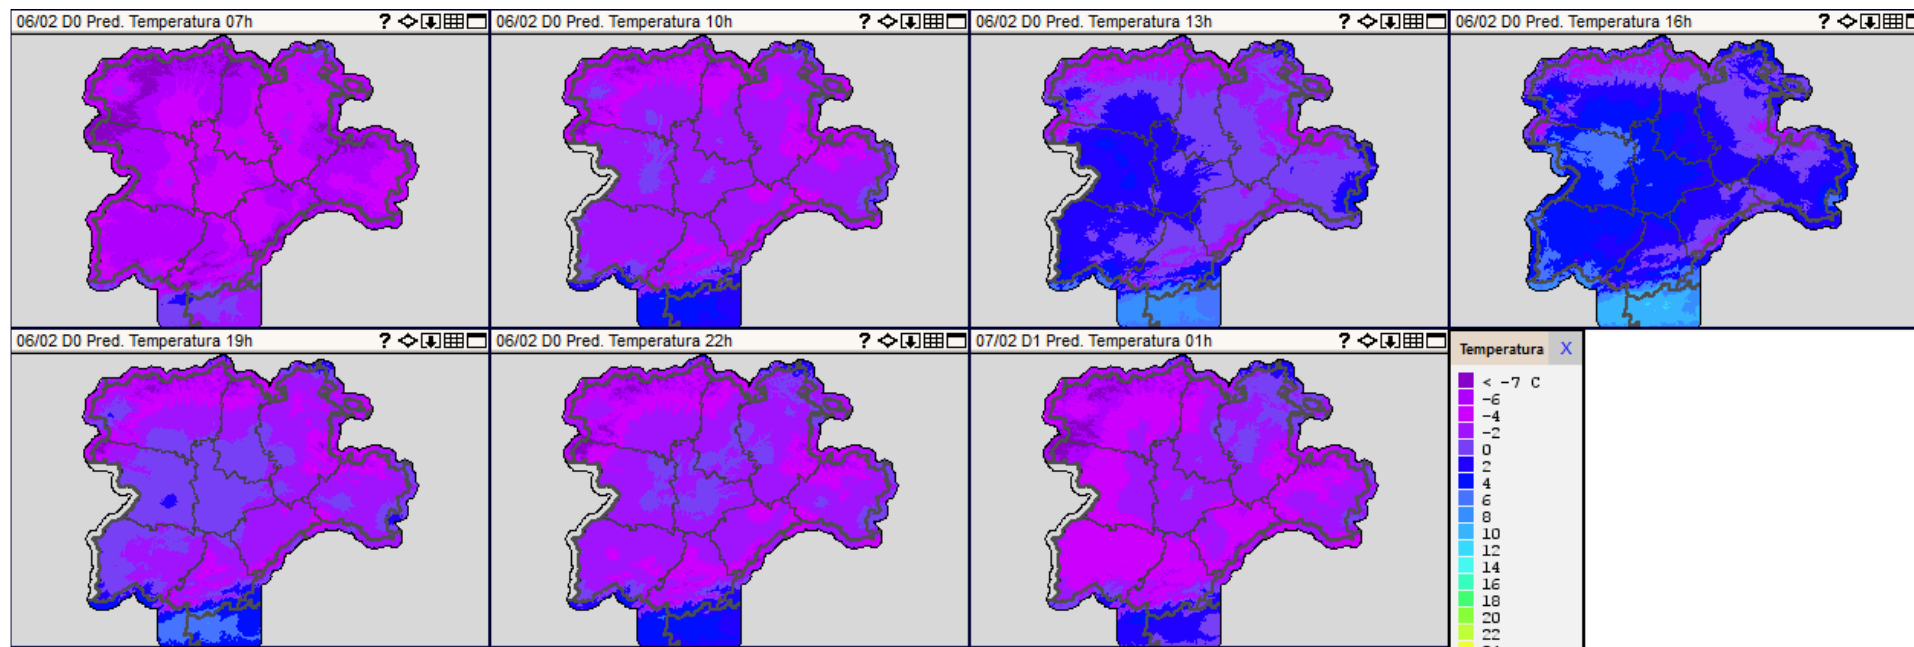 06/02 D0 Pred. Temperatura 07h ?
06/02 D0 Pred. Temperatura 10h ?
06/02 D0 Pred. Temperatura 13h ?
06/02 D0 Pred. Temperatura 16h ?
06/02 D0 Pred. Temperatura 19h ?
06/02 D0 Pred. Temperatura 22h ?
07/02 D1 Pred. Temperatura 01h ?
Temperatura X
< -7 C
-6
-4
-2
0
2
4
6
8
10
12
14
16
18
20
22